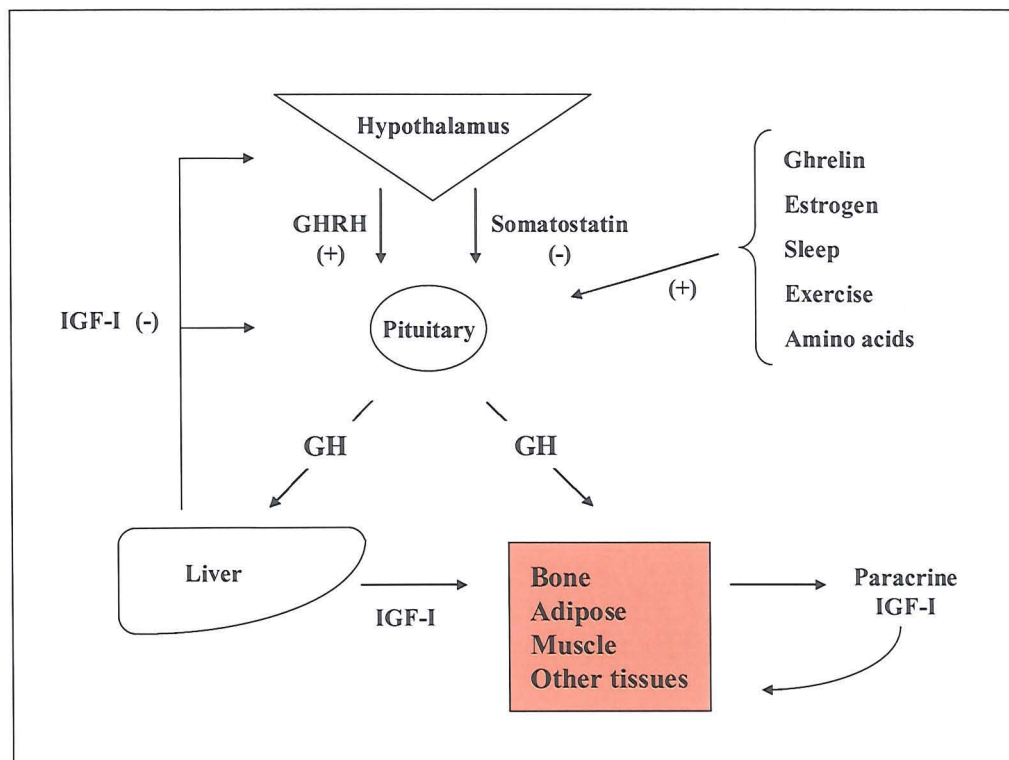 Hypothalamus
GHRH
(+)
Somatostatin
(-)
Ghrelin
Estrogen
Sleep
Exercise
Amino acids
(+)
IGF-I (-)
Pituitary
GH
GH
Liver
IGF-I
Bone
Adipose
Muscle
Other tissues
Paracrine
IGF-I